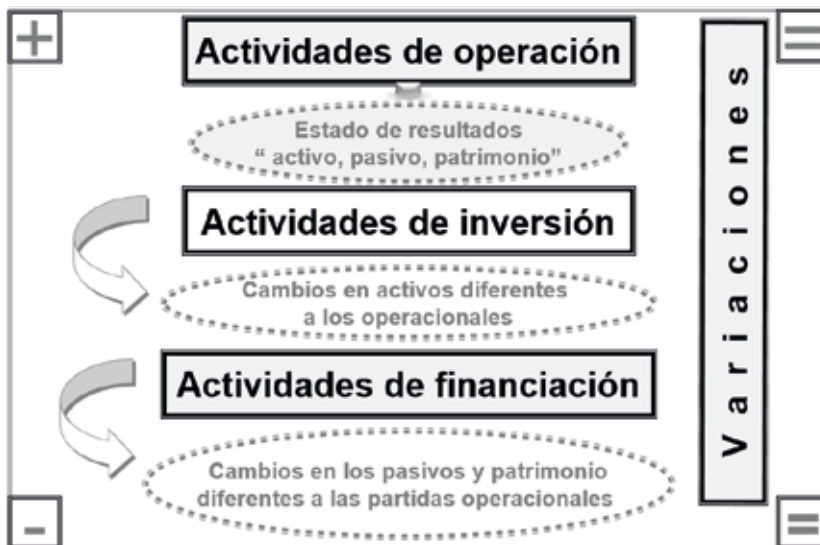 +
=
Actividades de operación
Estado de resultados
“ activo, pasivo, patrimonio”
Actividades de inversión
Cambios en activos diferentes
a los operacionales
Actividades de financiación
Cambios en los pasivos y patrimonio
diferentes a las partidas operacionales
Variaciones
-
=